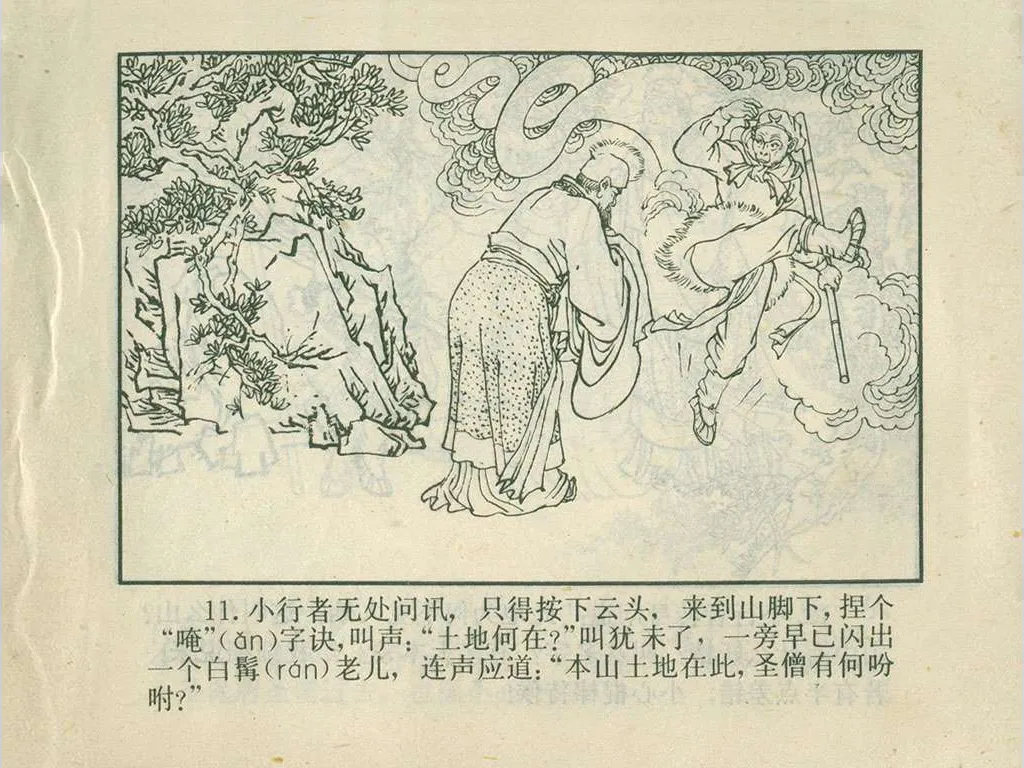 11. 小行者无处问讯，只得按下云头，来到山脚下，捏个
“唵”(ǎn)字诀，叫声：“土地何在？”叫犹未了，一旁早已闪出
一个白髯(rán)老儿，连声应道：“本山土地在此，圣僧有何吩
咐？”